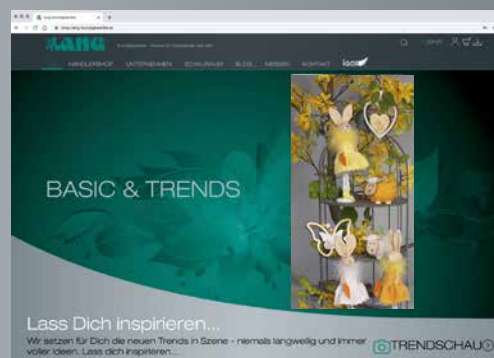 LANG
HÄNDLERSHOP UNTERNEHMEN SCHAURAUM BLOG MESSEN KONTAKT
BASIC & TRENDS
Lass Dich inspirieren...
Wir setzen für Dich die neuen Trends in Szene - niemals langweilig und immer
voller Ideen. Lass dich inspirieren...
TRENDSCHAU